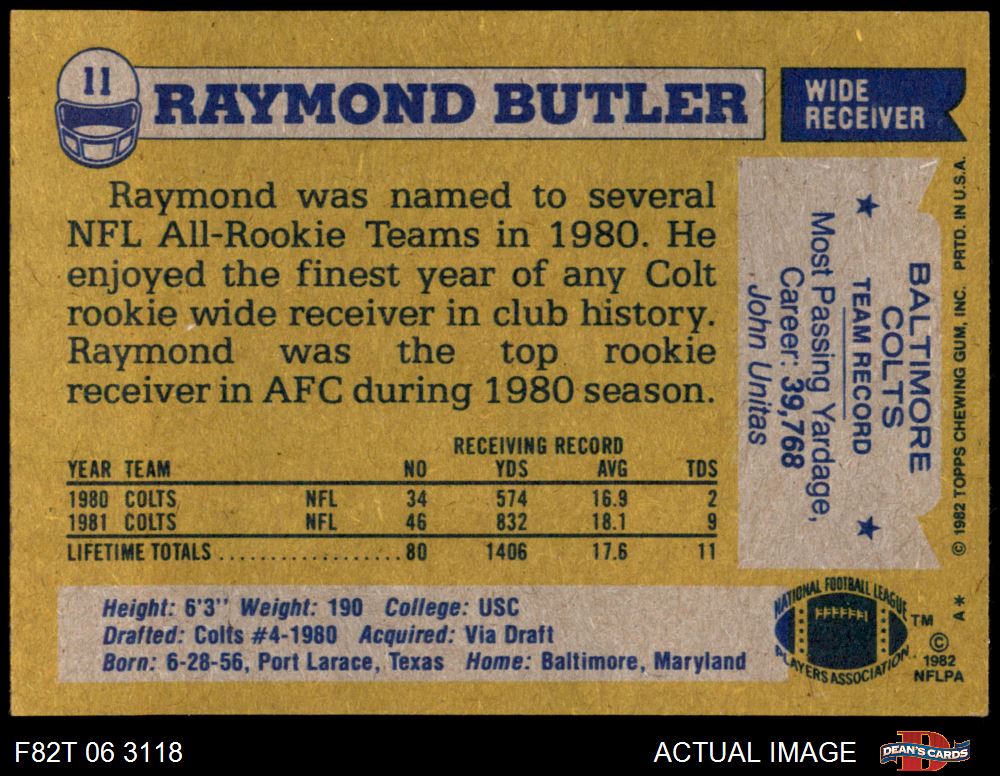 11
RAYMOND BUTLER
WIDE
RECEIVER
Raymond was named to several
NFL All-Rookie Teams in 1980. He
enjoyed the finest year of any Colt
rookie wide receiver in club history.
Raymond was the top rookie
receiver in AFC during 1980 season.
RECEIVING RECORD
YEAR TEAM NO YDS AVG TDS
1980 COLTS NFL 34 574 16.9 2
1981 COLTS NFL 46 832 18.1 9
LIFETIME TOTALS..................80 1406 17.6 11
Height: 6'3" Weight: 190 College: USC
Drafted: Colts #4-1980 Acquired: Via Draft
Born: 6-28-56, Port Larace, Texas Home: Baltimore, Maryland
BALTIMORE
COLTS
TEAM RECORD
Most Passing Yardage,
Career: 39,768
John Unitas
© 1982 TOPPS CHEWING GUM, INC. PRTD. IN U.S.A.
A*
NATIONAL FOOTBALL LEAGUE
PLAYERS ASSOCIATION
TM
©
1982
NFLPA
F82T 06 3118
ACTUAL IMAGE
DEAN'S CARDS